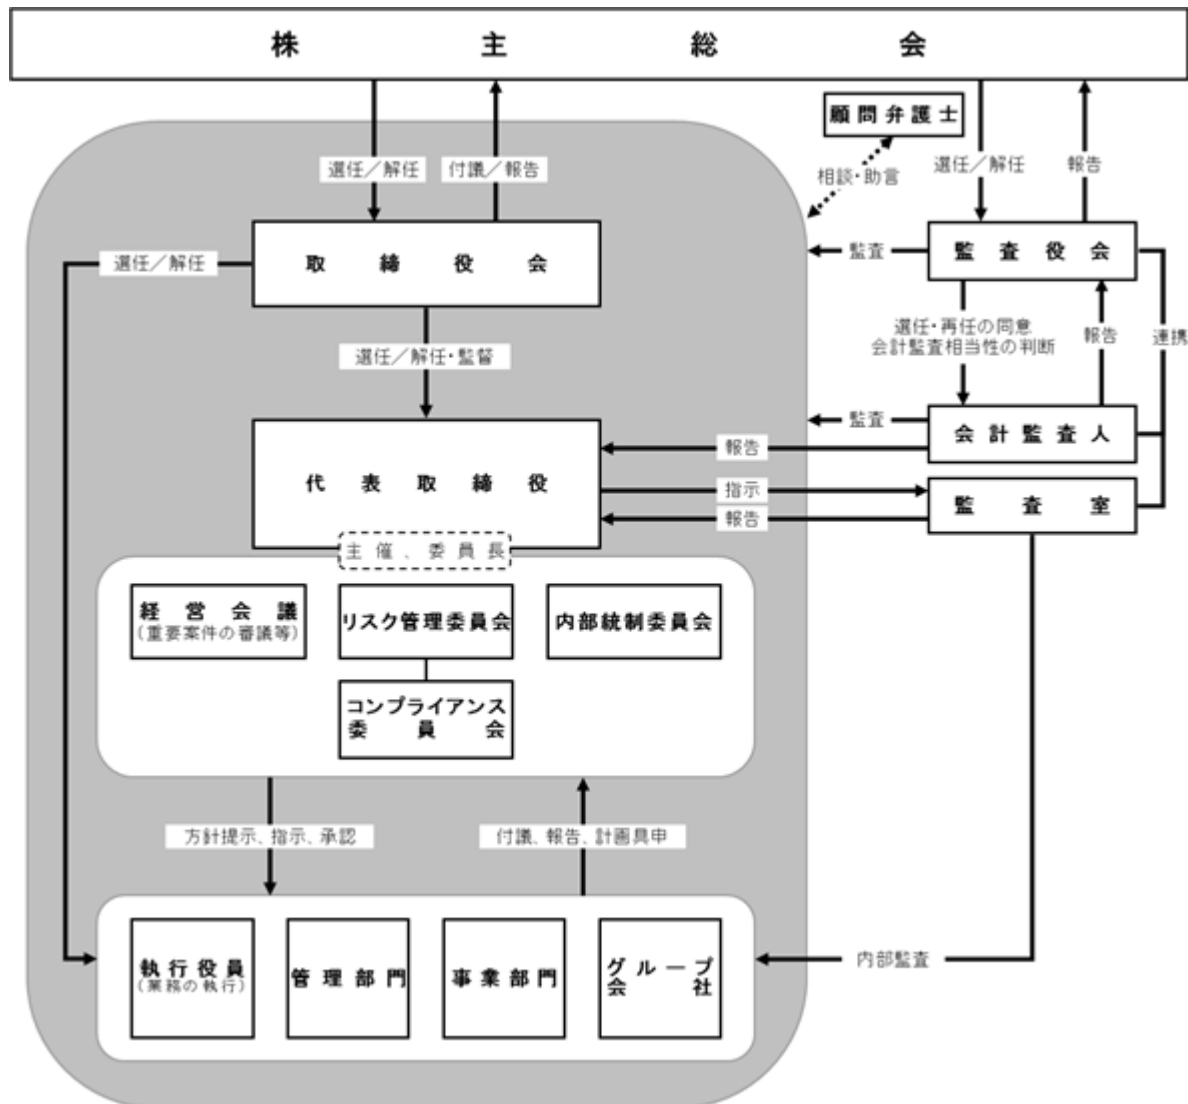 株主総会
顧問弁護士
選任／解任
付議／報告
相談・助言
選任／解任
報告
選任／解任
取締役会
監査
監査役会
選任／解任・監督
選任・再任の同意
会計監査相当性の判断
報告
連携
監査
会計監査人
報告
代表取締役
指示
監査室
報告
主催、委員長
経営会議
(重要案件の審議等)
リスク管理委員会
内部統制委員会
コンプライアンス
委員会
方針提示、指示、承認
付議、報告、計画具申
執行役員
(業務の執行)
管理部門
事業部門
グループ
会社
内部監査